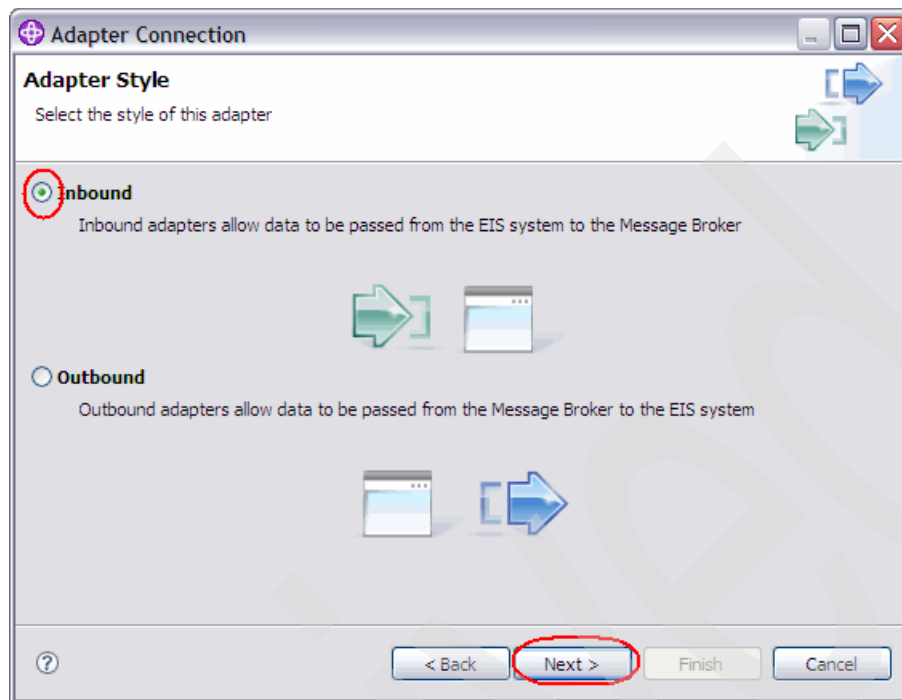 Adapter Connection
Adapter Style
Select the style of this adapter
Inbound
Inbound adapters allow data to be passed from the EIS system to the Message Broker
Outbound
Outbound adapters allow data to be passed from the Message Broker to the EIS system
? < Back Next > Finish Cancel